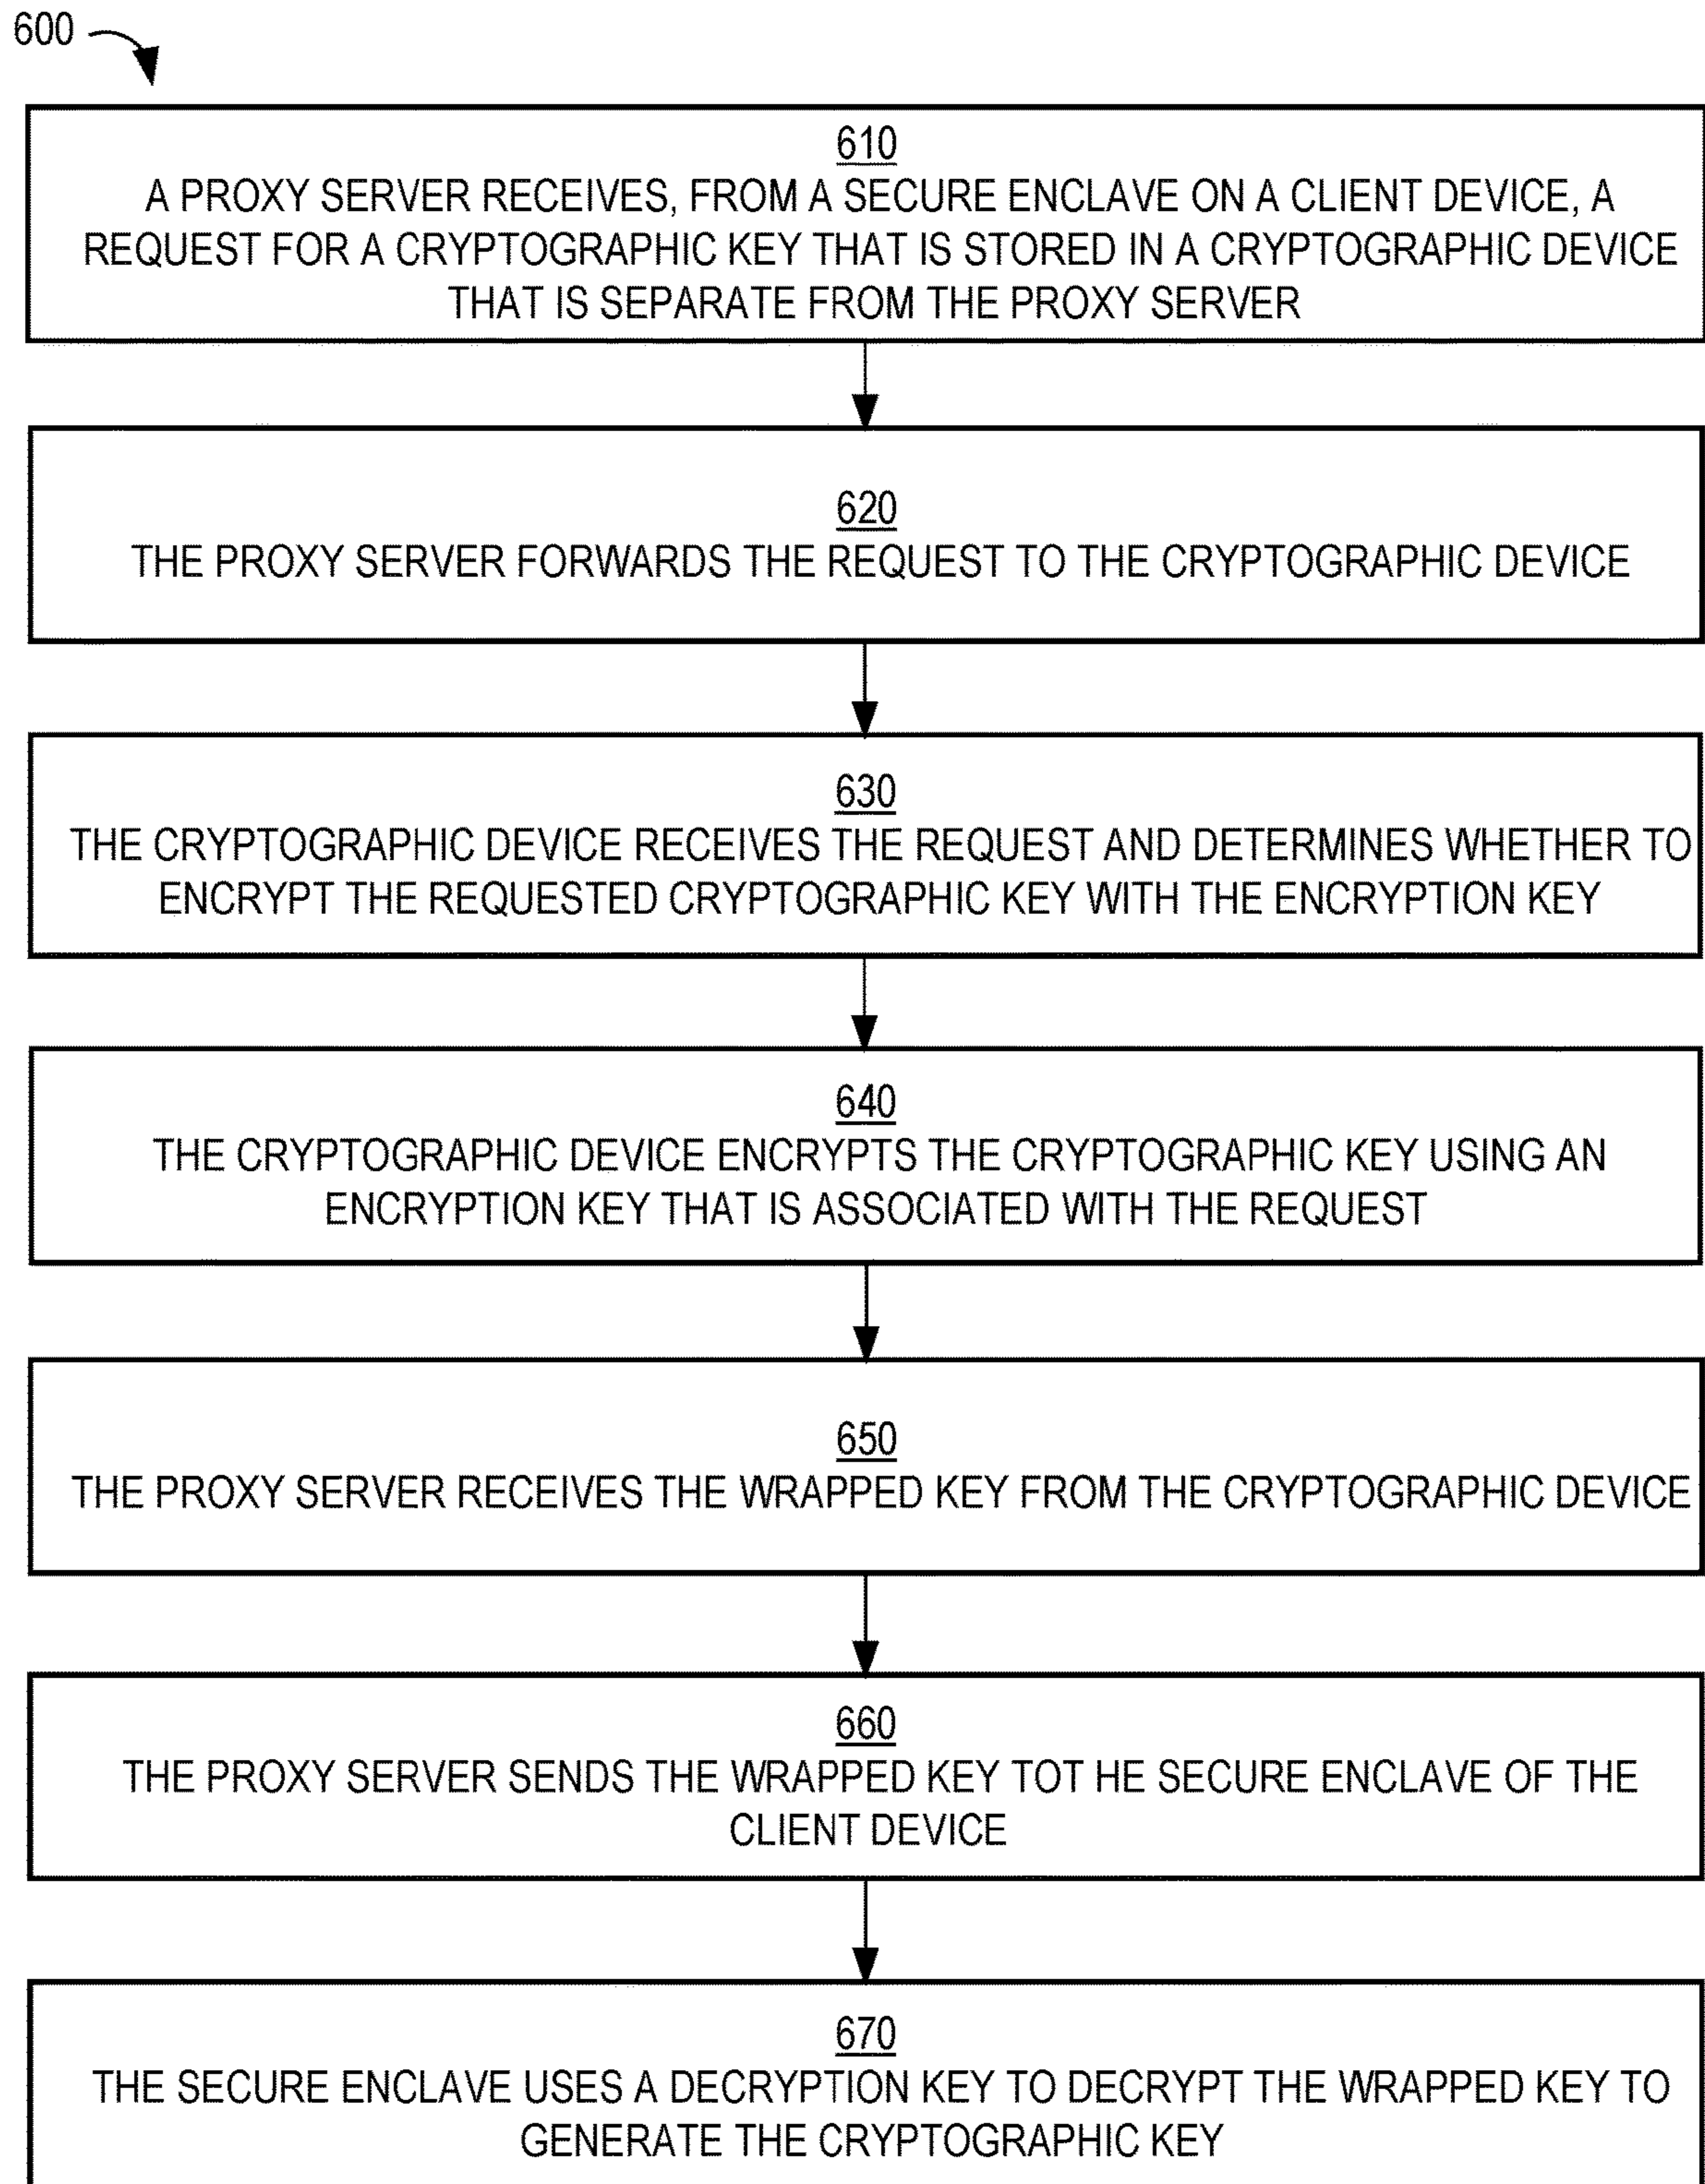 600
610
A PROXY SERVER RECEIVES, FROM A SECURE ENCLAVE ON A CLIENT DEVICE, A
REQUEST FOR A CRYPTOGRAPHIC KEY THAT IS STORED IN A CRYPTOGRAPHIC DEVICE
THAT IS SEPARATE FROM THE PROXY SERVER
620
THE PROXY SERVER FORWARDS THE REQUEST TO THE CRYPTOGRAPHIC DEVICE
630
THE CRYPTOGRAPHIC DEVICE RECEIVES THE REQUEST AND DETERMINES WHETHER TO
ENCRYPT THE REQUESTED CRYPTOGRAPHIC KEY WITH THE ENCRYPTION KEY
640
THE CRYPTOGRAPHIC DEVICE ENCRYPTS THE CRYPTOGRAPHIC KEY USING AN
ENCRYPTION KEY THAT IS ASSOCIATED WITH THE REQUEST
650
THE PROXY SERVER RECEIVES THE WRAPPED KEY FROM THE CRYPTOGRAPHIC DEVICE
660
THE PROXY SERVER SENDS THE WRAPPED KEY TOT HE SECURE ENCLAVE OF THE
CLIENT DEVICE
670
THE SECURE ENCLAVE USES A DECRYPTION KEY TO DECRYPT THE WRAPPED KEY TO
GENERATE THE CRYPTOGRAPHIC KEY